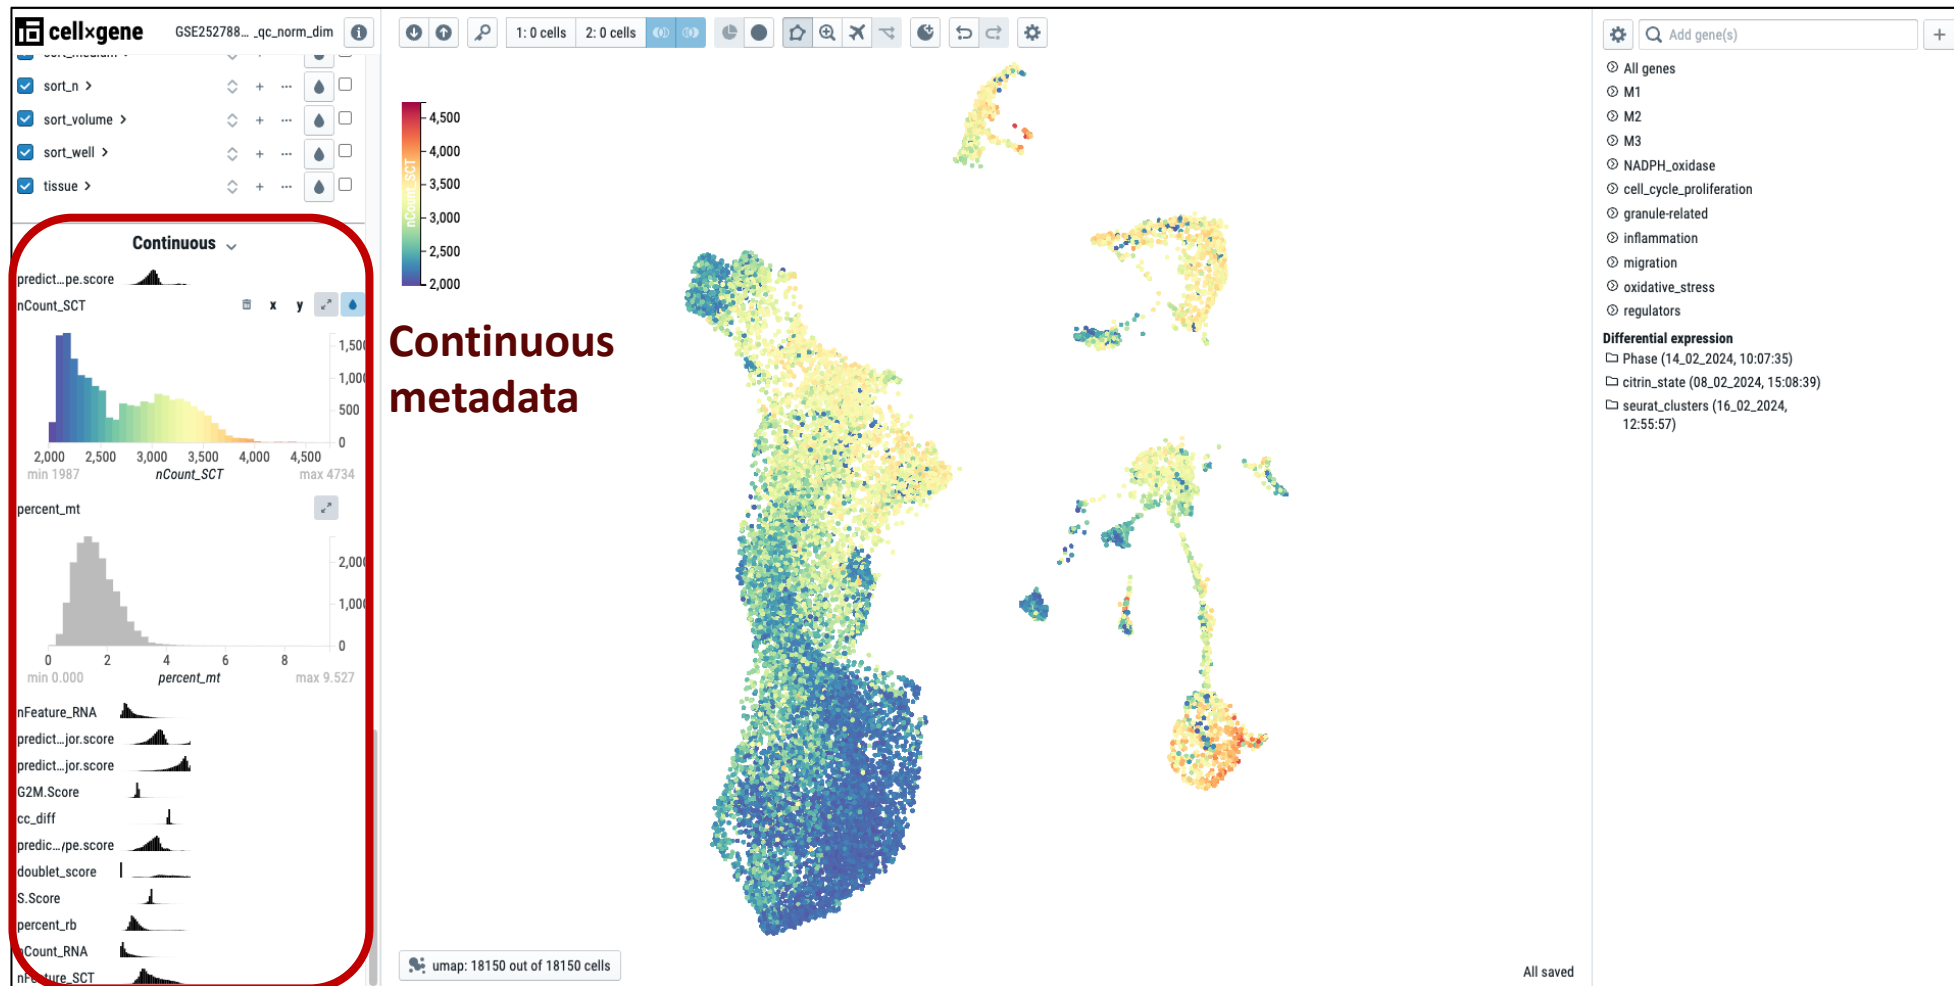 cell×gene
GSE252788... _qc_norm_dim
1: 0 cells
2: 0 cells
Add gene(s)
sort_medium
sort_n
sort_volume
sort_well
tissue
Continuous
predict...pe.score
nCount_SCT
x y
1,500
1,000
500
0
2,000 2,500 3,000 3,500 4,000 4,500
min 1987 nCount_SCT max 4734
percent_mt
2,000
1,000
0
0 2 4 6 8
min 0.000 percent_mt max 9.527
nFeature_RNA
predict...jor.score
predict...jor.score
G2M.Score
cc_diff
predic...ype.score
doublet_score
S.Score
percent_rb
nCount_RNA
nFeature_SCT
4,500
4,000
3,500
3,000
2,500
2,000
nCount_SCT
Continuous
metadata
umap: 18150 out of 18150 cells
All saved
All genes
M1
M2
M3
NADPH_oxidase
cell_cycle_proliferation
granule-related
inflammation
migration
oxidative_stress
regulators
Differential expression
Phase (14_02_2024, 10:07:35)
citrin_state (08_02_2024, 15:08:39)
seurat_clusters (16_02_2024,
12:55:57)